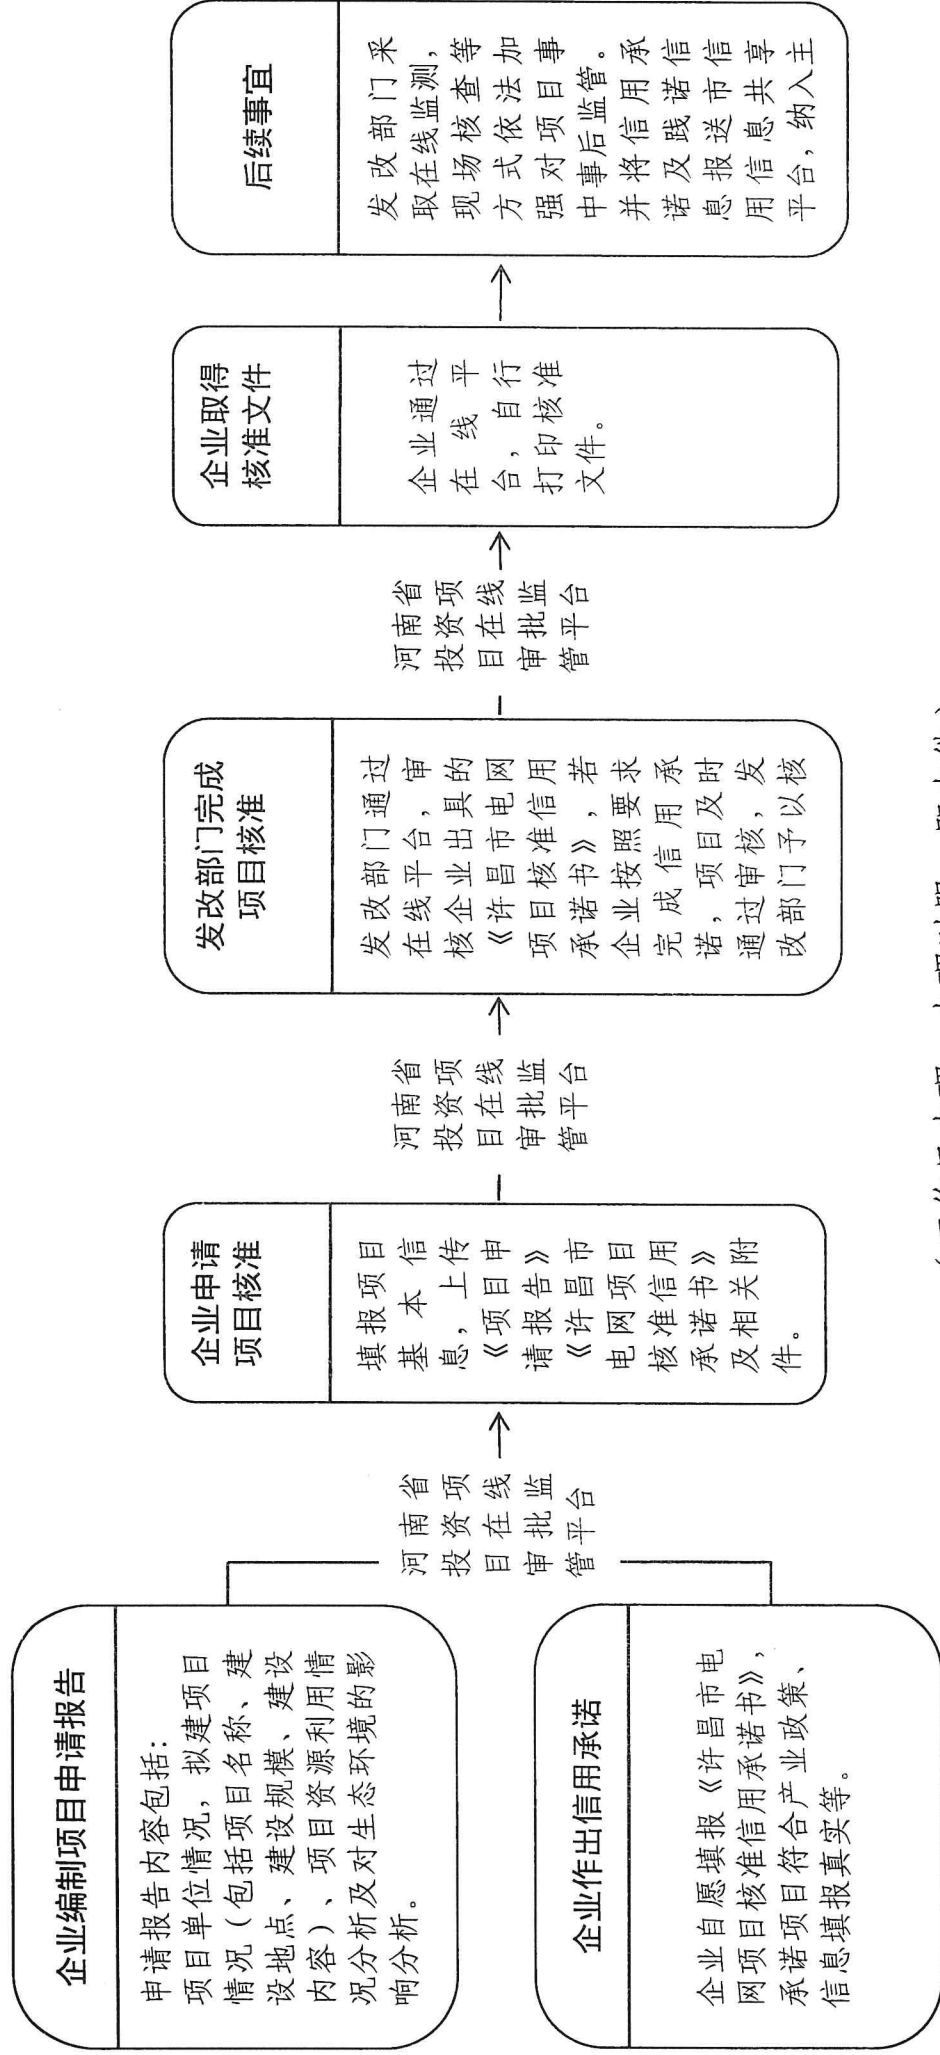 企业编制项目申请报告
申请报告内容包括：
项目单位情况，拟建项目
情况（包括项目名称、建
设地点、建设规模、建设
内容）、项目资源利用情
况分析及对生态环境的影
响分析。
企业作出信用承诺
企业自愿填报《许昌市电
网项目核准信用承诺书》，
承诺项目符合产业政策、
信息填报真实等。
河南省
投资项
目在线
审批监
管平台
企业申请
项目核准
填报项目
基本信
息，上传
《项目申
请报告》
《许昌市
电网项目
核准信用
承诺书》
及相关附
件。
河南省
投资项
目在线
审批监
管平台
发改部门完成
项目核准
发改部门通过
在线平台，审
核企业出具的
《许昌市电网
项目核准信用
承诺书》，若
企业按照要求
完成信用承
诺，项目及时
通过审核，发
改部门予以核
河南省
投资项
目在线
审批监
管平台
企业取得
核准文件
企业通过
在线平
台，自行
打印核准
文件。
后续事宜
发改部门采
取在线监测，
现场核查等
方式依法加
强对项目事
中事后监管。
并将信用承
诺及践诺信
息报送市信
用信息共享
平台，纳入主